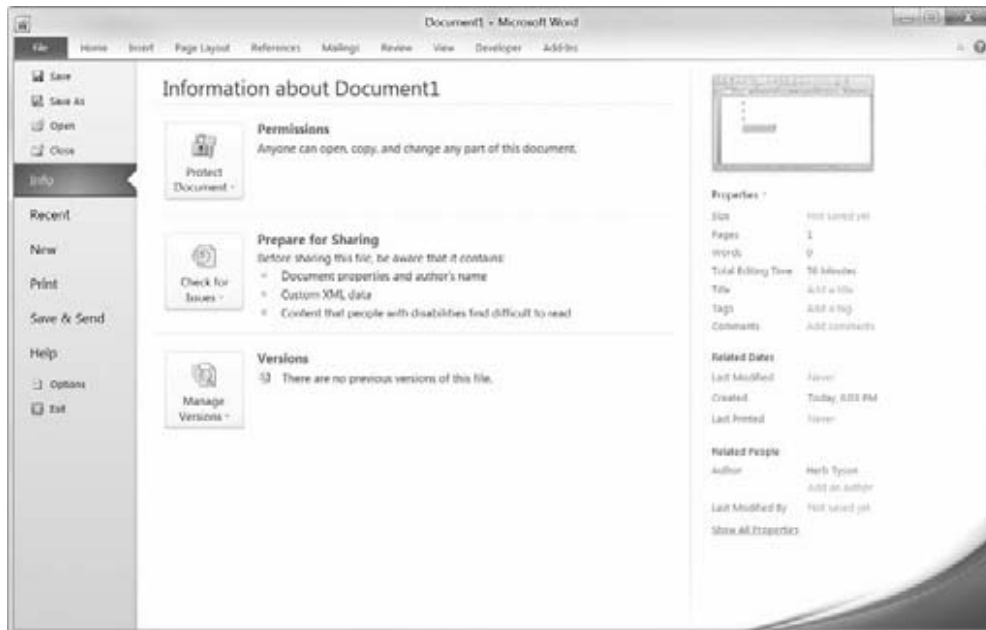 Document1 - Microsoft Word
File Home Insert Page Layout References Mailings Review View Developer Add-Ins
Save
Save As
Open
Close
Info
Recent
New
Print
Save & Send
Help
Options
Exit
Information about Document1
Protect
Document
Permissions
Anyone can open, copy, and change any part of this document.
Check for
Issues
Prepare for Sharing
Before sharing this file, be aware that it contains:
Document properties and author's name
Custom XML data
Content that people with disabilities find difficult to read
Manage
Versions
Versions
There are no previous versions of this file.
Properties
Size Not saved yet
Pages 1
Words 0
Total Editing Time Minutes
Title Add a title
Tags Add a tag
Comments Add comments
Related Dates
Last Modified Never
Created Today, PM
Last Printed Never
Related People
Author Herb Tyson
Add an author
Last Modified By Not saved yet
Show All Properties